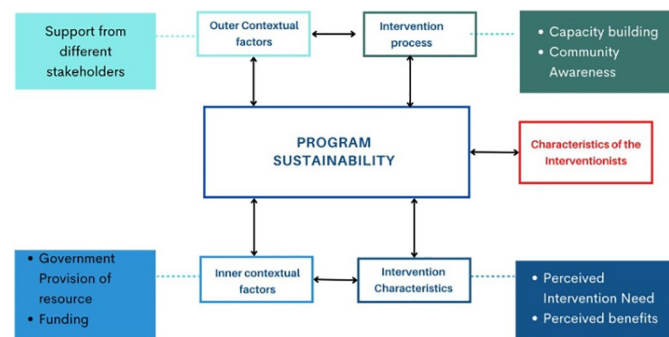 Support from
different
stakeholders
Outer Contextual
factors
Intervention
process
• Capacity building
• Community
Awareness
PROGRAM
SUSTAINABILITY
Characteristics of the
Interventionists
• Government
Provision of
resource
• Funding
Inner contextual
factors
Intervention
Characteristics
• Perceived
Intervention Need
• Perceived benefits